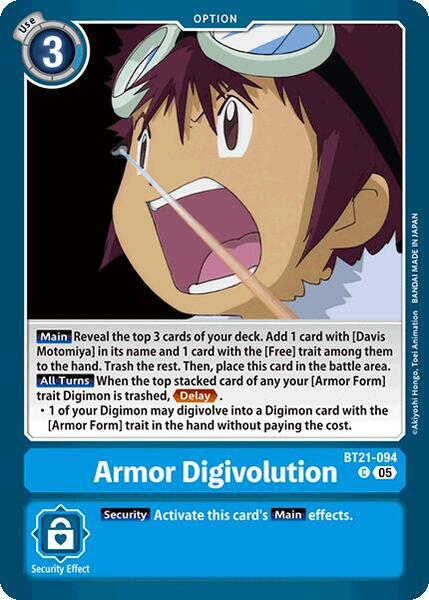 OPTION
Use
3
Main Reveal the top 3 cards of your deck. Add 1 card with [Davis
Motomiya] in its name and 1 card with the [Free] trait among them
to the hand. Trash the rest. Then, place this card in the battle area.
All Turns When the top stacked card of any your [Armor Form]
trait Digimon is trashed, Delay.
・1 of your Digimon may digivolve into a Digimon card with the
[Armor Form] trait in the hand without paying the cost.
©Akiyoshi Hongo, Toei Animation BANDAI MADE IN JAPAN
BT21-094
Armor Digivolution C 05
Security Activate this card's Main effects.
Security Effect